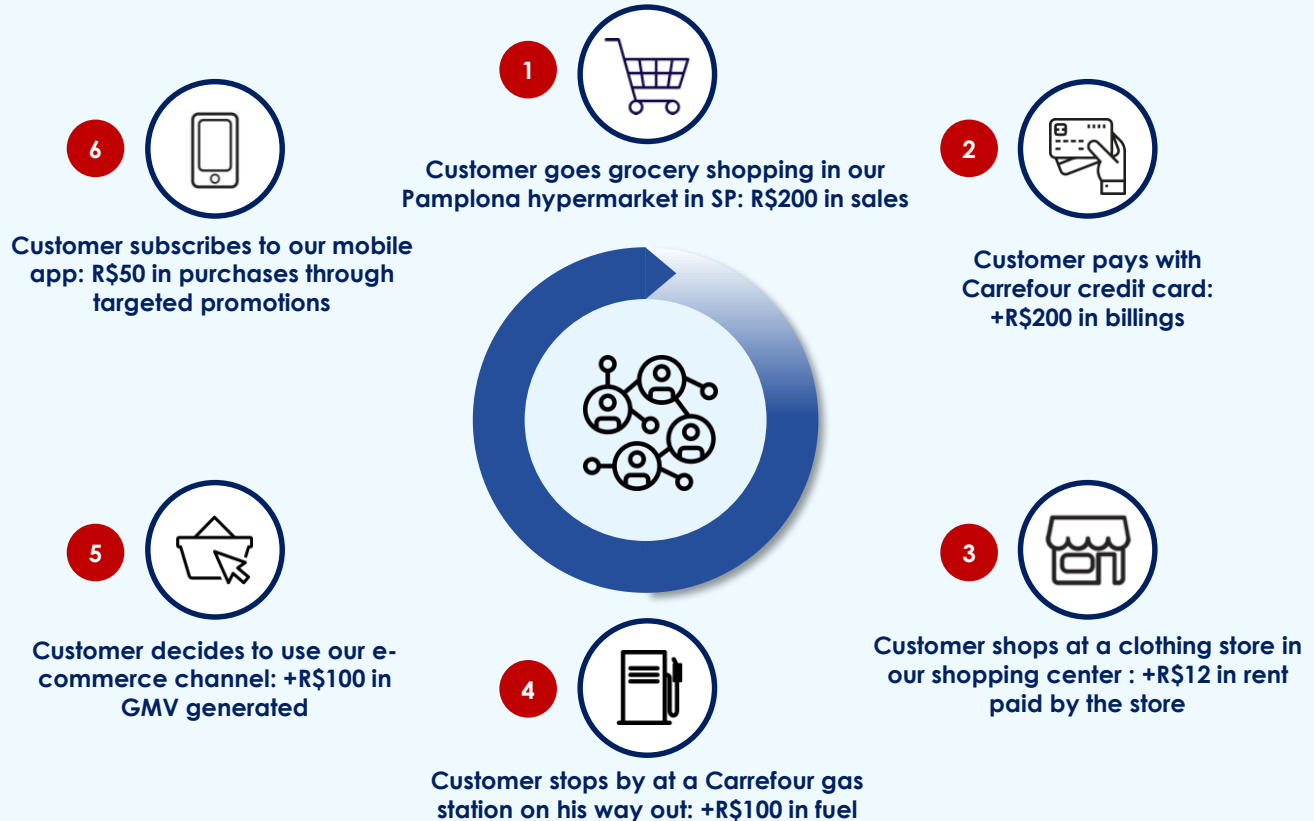 1
Customer goes grocery shopping in our
Pamplona hypermarket in SP: R$200 in sales
2
Customer pays with
Carrefour credit card:
+R$200 in billings
3
Customer shops at a clothing store in
our shopping center : +R$12 in rent
paid by the store
4
Customer stops by at a Carrefour gas
station on his way out: +R$100 in fuel
5
Customer decides to use our e-
commerce channel: +R$100 in
GMV generated
6
Customer subscribes to our mobile
app: R$50 in purchases through
targeted promotions